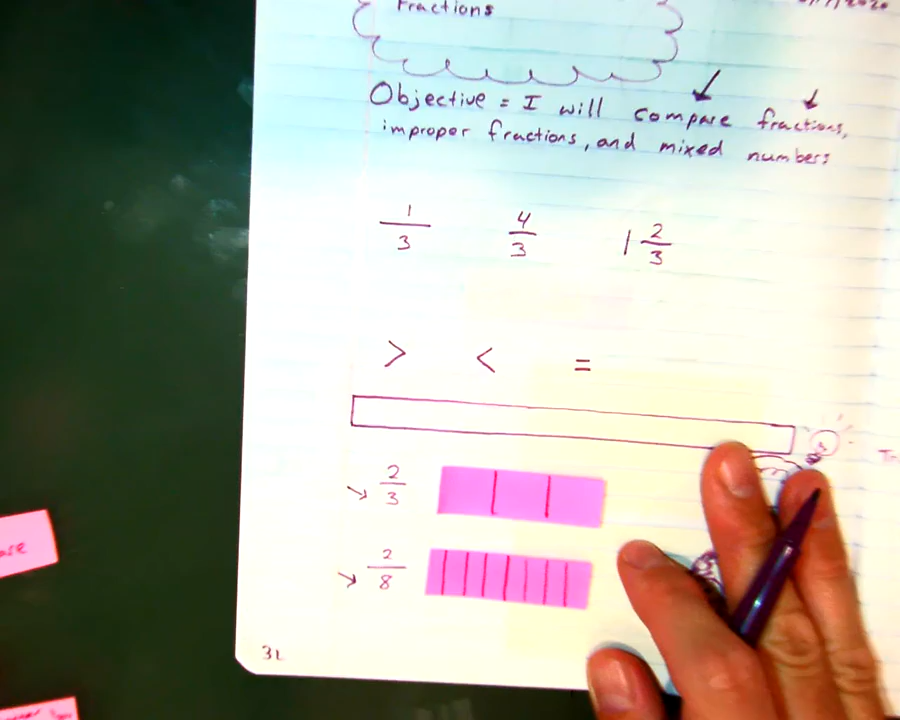 Fractions
Objective = I will compare fractions,
improper fractions, and mixed numbers
1/3 4/3 1 2/3
> < =
2/3
2/8